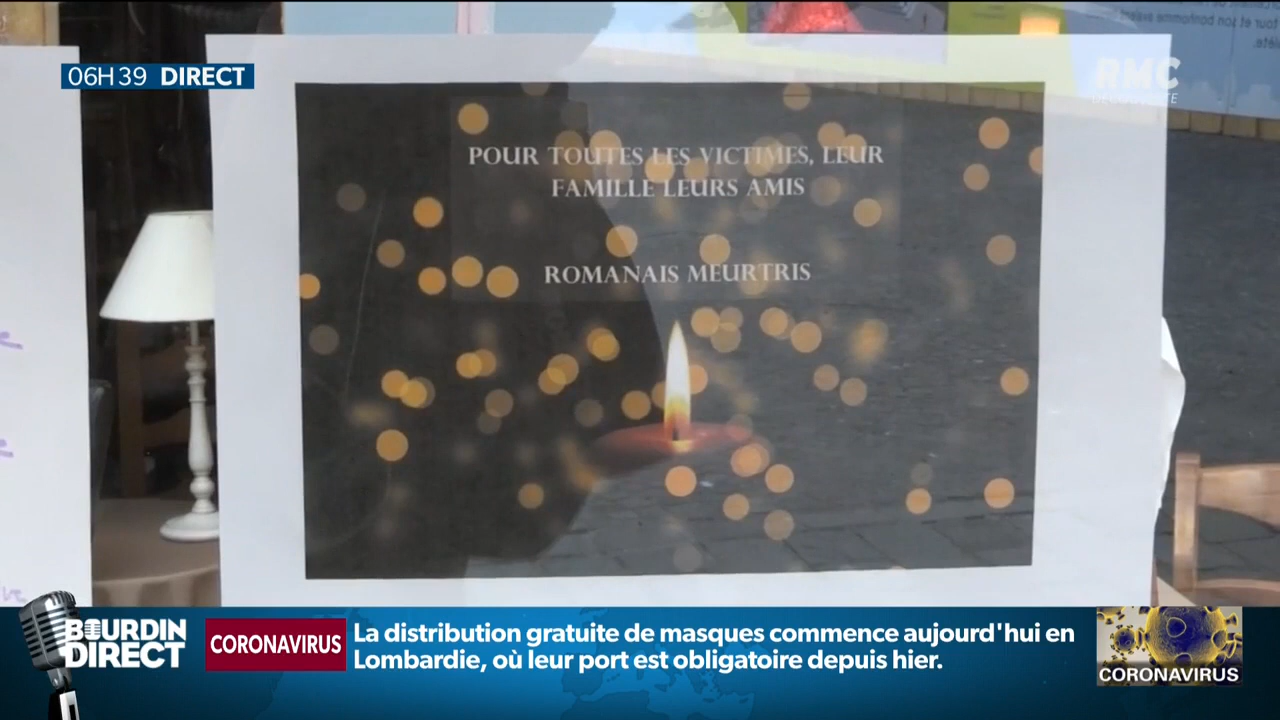 06H39 DIRECT
RMC
DÉCOUVERTE
POUR TOUTES LES VICTIMES, LEUR
FAMILLE LEURS AMIS
ROMANAIS MEURTRIS
BOURDIN
DIRECT
CORONAVIRUS
La distribution gratuite de masques commence aujourd'hui en
Lombardie, où leur port est obligatoire depuis hier.
CORONAVIRUS